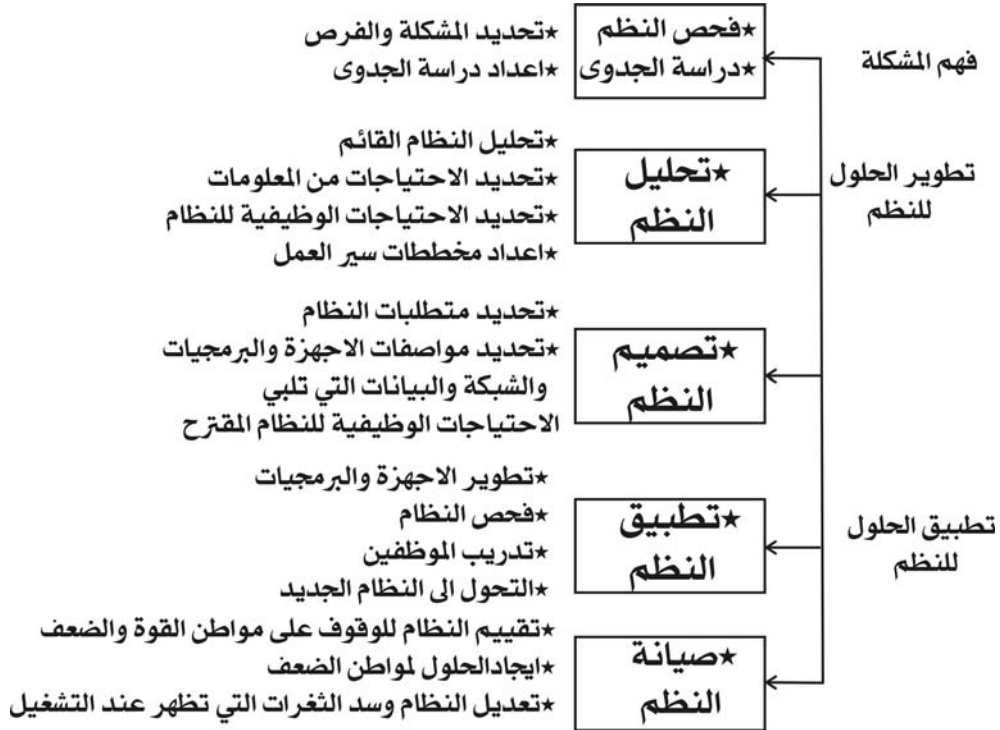 فهم المشكلة
★فحص النظم
★دراسة الجدوى
★تحديد المشكلة والفرص
★اعداد دراسة الجدوى
تطوير الحلول
للنظم
★تحليل
النظم
★تحليل النظام القائم
★تحديد الاحتياجات من المعلومات
★تحديد الاحتياجات الوظيفية للنظام
★اعداد مخططات سير العمل
★تصميم
النظم
★تحديد متطلبات النظام
★تحديد مواصفات الاجهزة والبرمجيات
والشبكة والبيانات التي تلبي
الاحتياجات الوظيفية للنظام المقترح
تطبيق الحلول
للنظم
★تطبيق
النظم
★تطوير الاجهزة والبرمجيات
★فحص النظام
★تدريب الموظفين
★التحول الى النظام الجديد
★صيانة
النظم
★تقييم النظام للوقوف على مواطن القوة والضعف
★ايجادالحلول لمواطن الضعف
★تعديل النظام وسد الثغرات التي تظهر عند التشغيل